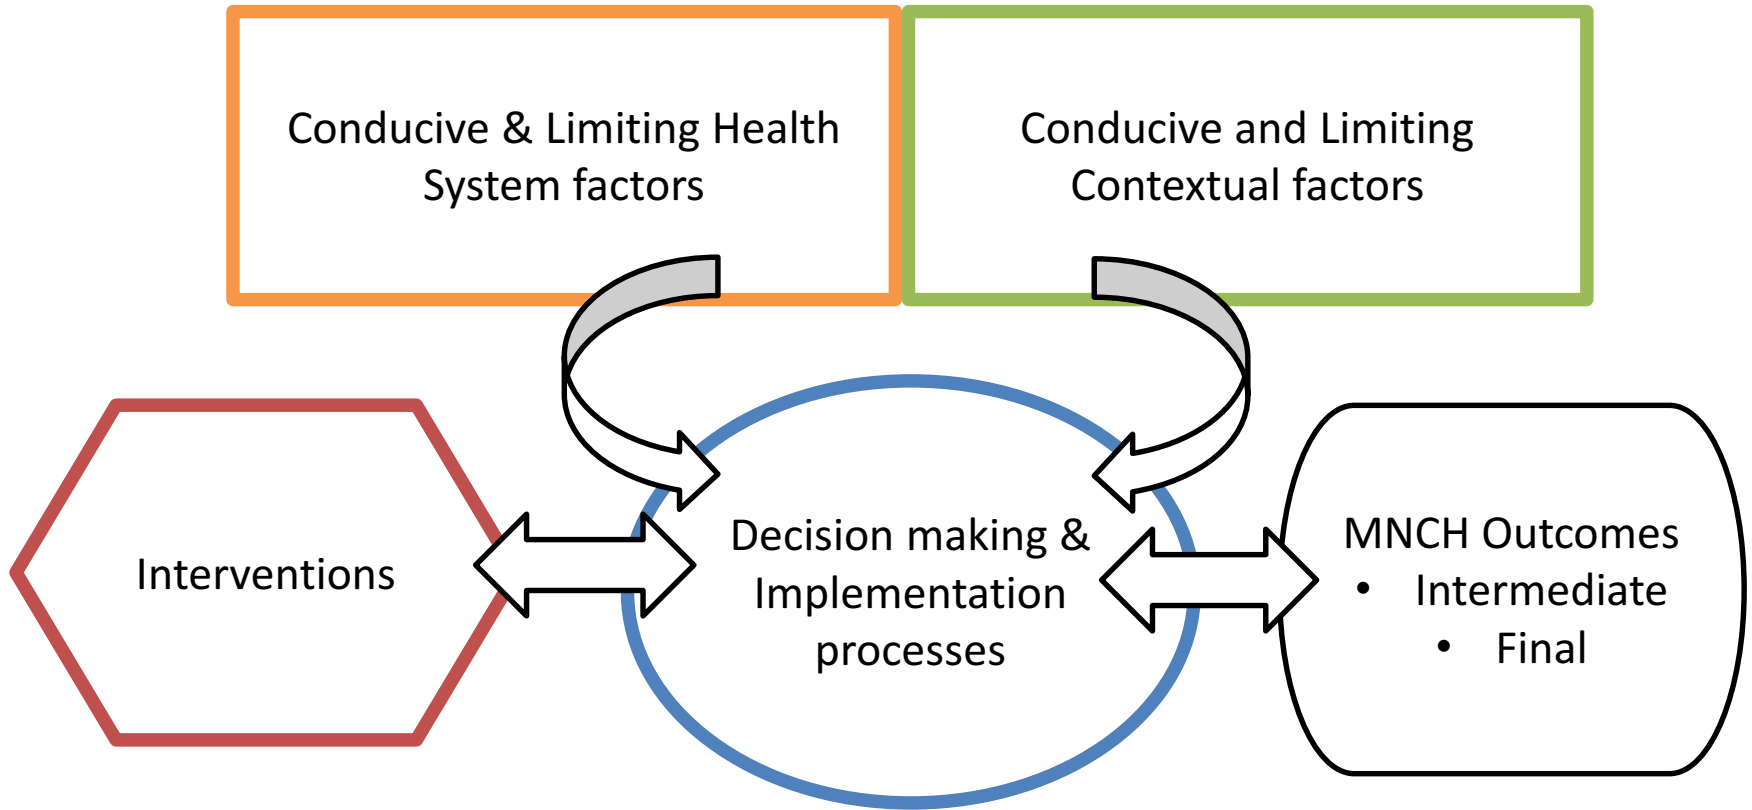 Conducive & Limiting Health
System factors
Conducive and Limiting
Contextual factors
Interventions
Decision making &
Implementation
processes
MNCH Outcomes
• Intermediate
• Final